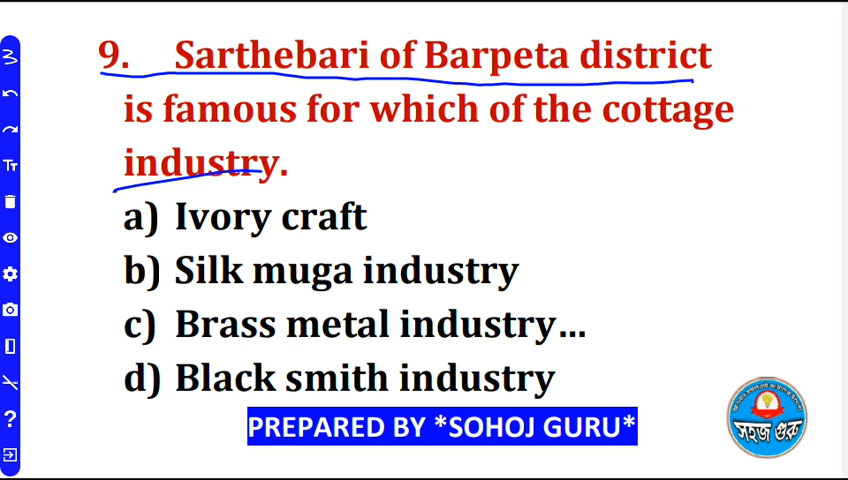 9. Sarthebari of Barpeta district
is famous for which of the cottage
industry.
a) Ivory craft
b) Silk muga industry
c) Brass metal industry...
d) Black smith industry
PREPARED BY *SOHOJ GURU*
সহজ গুরু